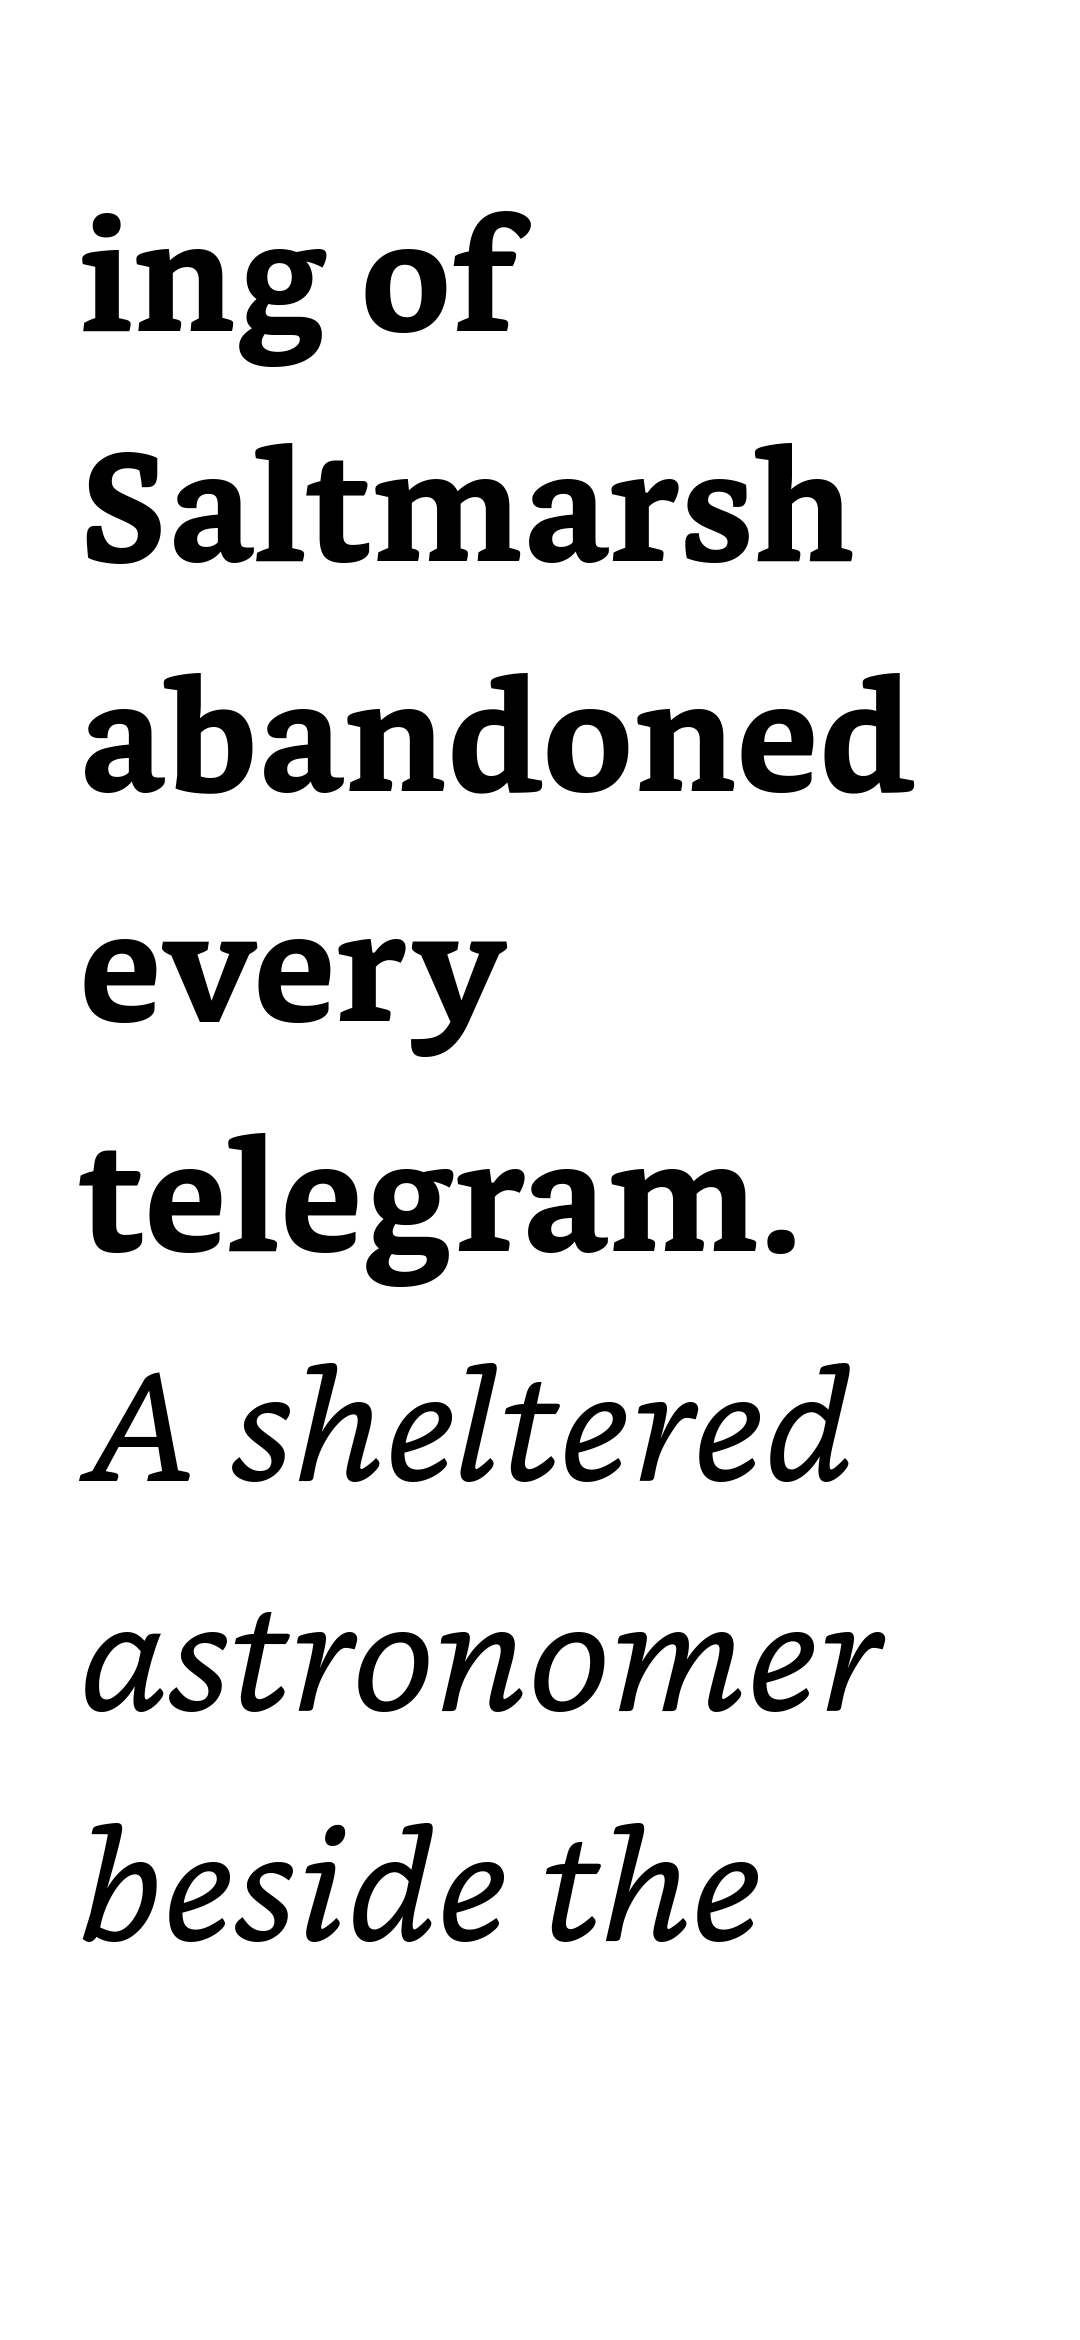 ing of
Saltmarsh
abandoned
every
telegram.
A sheltered
astronomer
beside the